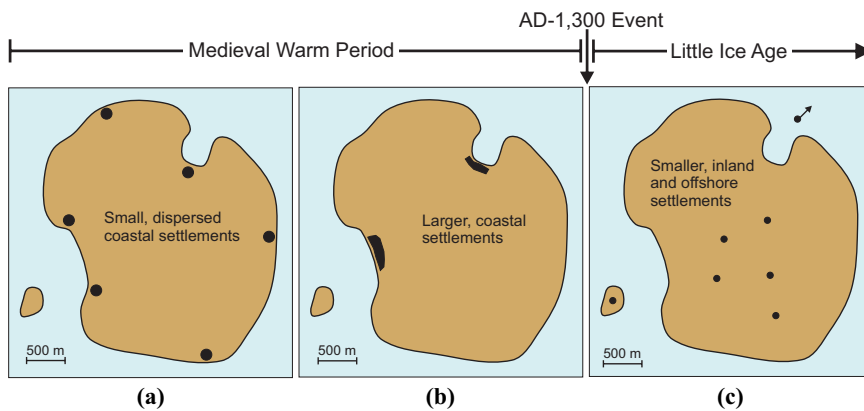 AD-1,300 Event
Medieval Warm Period
Little Ice Age
Small, dispersed
coastal settlements
500 m
(a)
Larger, coastal
settlements
500 m
(b)
Smaller, inland
and offshore
settlements
500 m
(c)